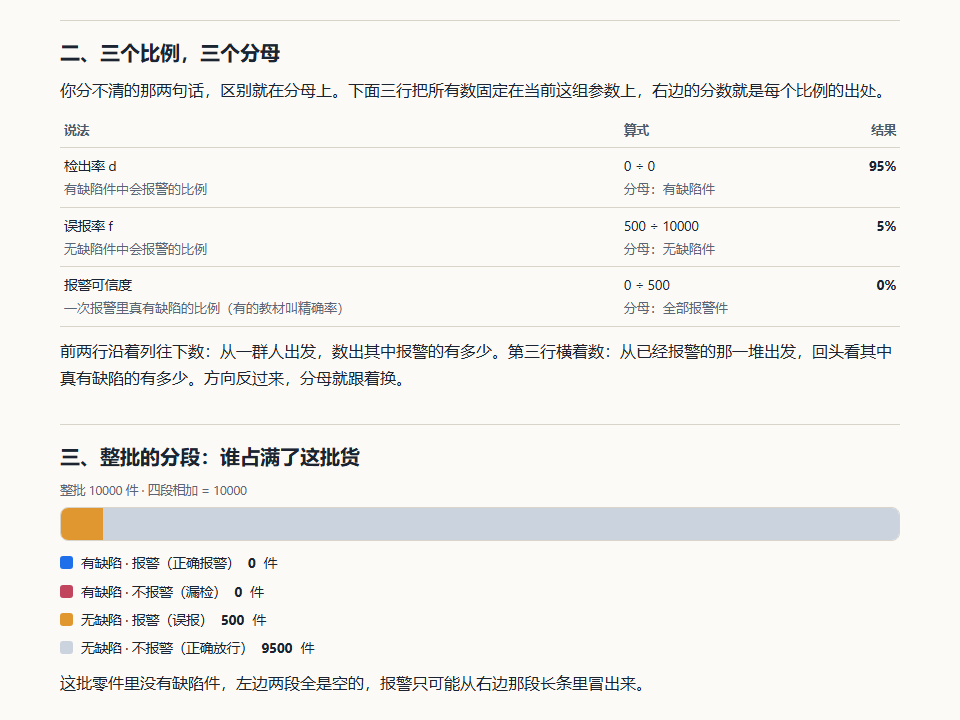 二、三个比例，三个分母
你分不清的那两句话，区别就在分母上。下面三行把所有数固定在当前这组参数上，右边的分数就是每个比例的出处。
说法 算式 结果
检出率 d 0 ÷ 0 95%
有缺陷件中会报警的比例 分母：有缺陷件
误报率 f 500 ÷ 10000 5%
无缺陷件中会报警的比例 分母：无缺陷件
报警可信度 0 ÷ 500 0%
一次报警里真有缺陷的比例（有的教材叫精确率） 分母：全部报警件
前两行沿着列往下数：从一群人出发，数出其中报警的有多少。第三行横着数：从已经报警的那一堆出发，回头看其中
真有缺陷的有多少。方向反过来，分母就跟着换。
三、整批的分段：谁占满了这批货
整批 10000 件 · 四段相加 = 10000
有缺陷 · 报警（正确报警） 0 件
有缺陷 · 不报警（漏检） 0 件
无缺陷 · 报警（误报） 500 件
无缺陷 · 不报警（正确放行） 9500 件
这批零件里没有缺陷件，左边两段全是空的，报警只可能从右边那段长条里冒出来。